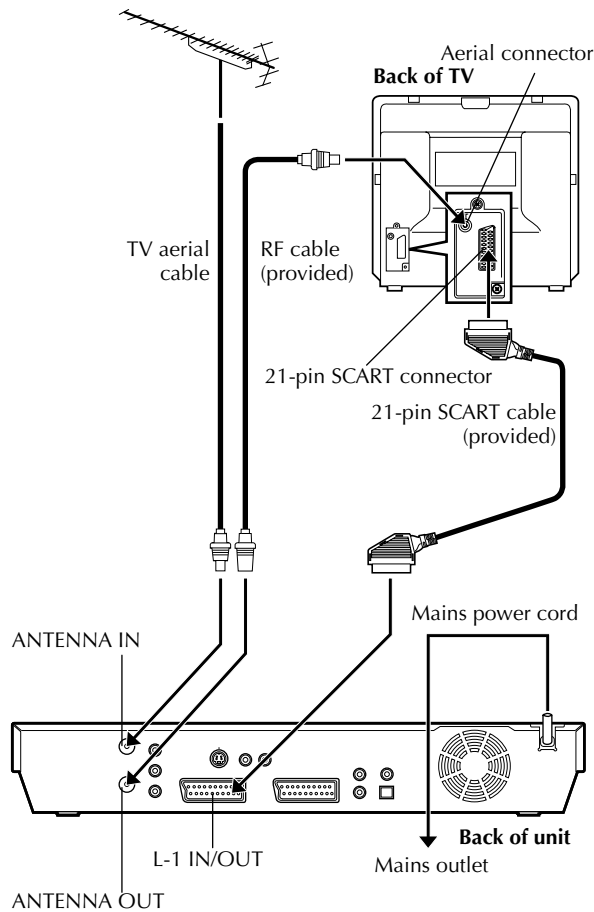 Aerial connector
Back of TV
TV aerial
cable
RF cable
(provided)
21-pin SCART connector
21-pin SCART cable
(provided)
Mains power cord
ANTENNA IN
Back of unit
L-1 IN/OUT
Mains outlet
ANTENNA OUT